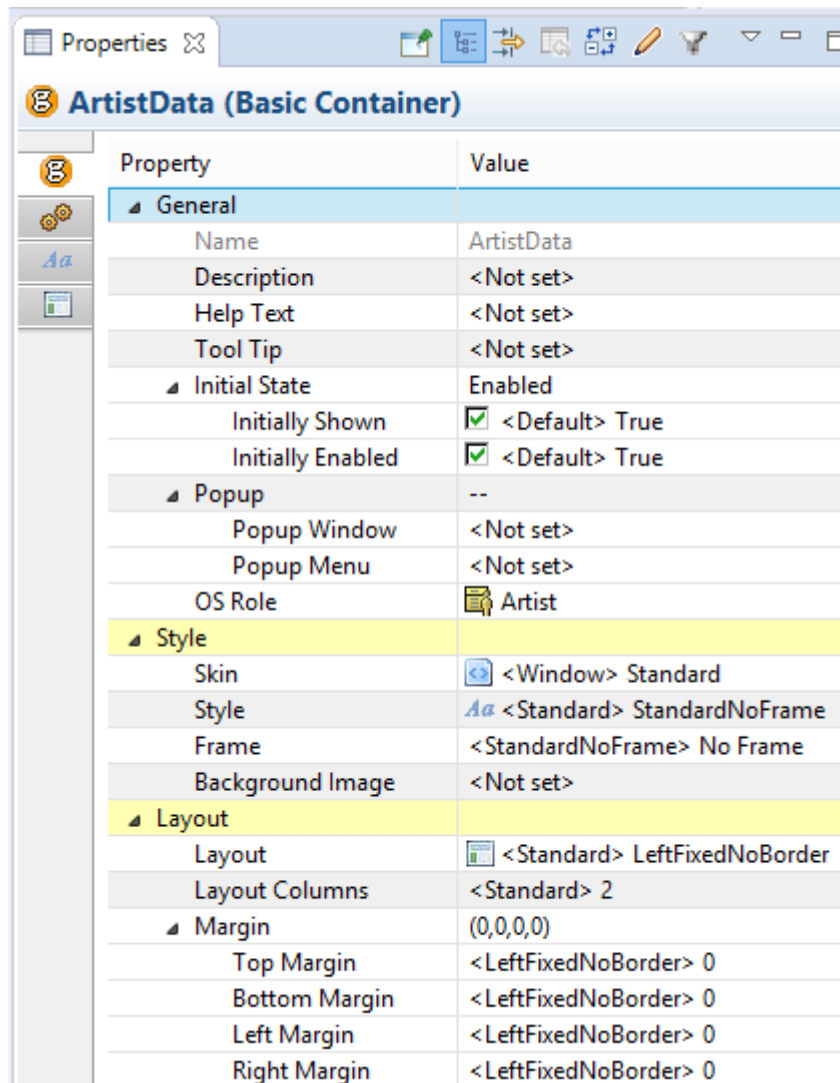 Properties
ArtistData (Basic Container)
Property Value
General
Name ArtistData
Description <Not set>
Help Text <Not set>
Tool Tip <Not set>
Initial State Enabled
Initially Shown <Default> True
Initially Enabled <Default> True
Popup --
Popup Window <Not set>
Popup Menu <Not set>
OS Role Artist
Style
Skin <Window> Standard
Style Aa <Standard> StandardNoFrame
Frame <StandardNoFrame> No Frame
Background Image <Not set>
Layout
Layout <Standard> LeftFixedNoBorder
Layout Columns <Standard> 2
Margin (0,0,0,0)
Top Margin <LeftFixedNoBorder> 0
Bottom Margin <LeftFixedNoBorder> 0
Left Margin <LeftFixedNoBorder> 0
Right Margin <LeftFixedNoBorder> 0
Aa